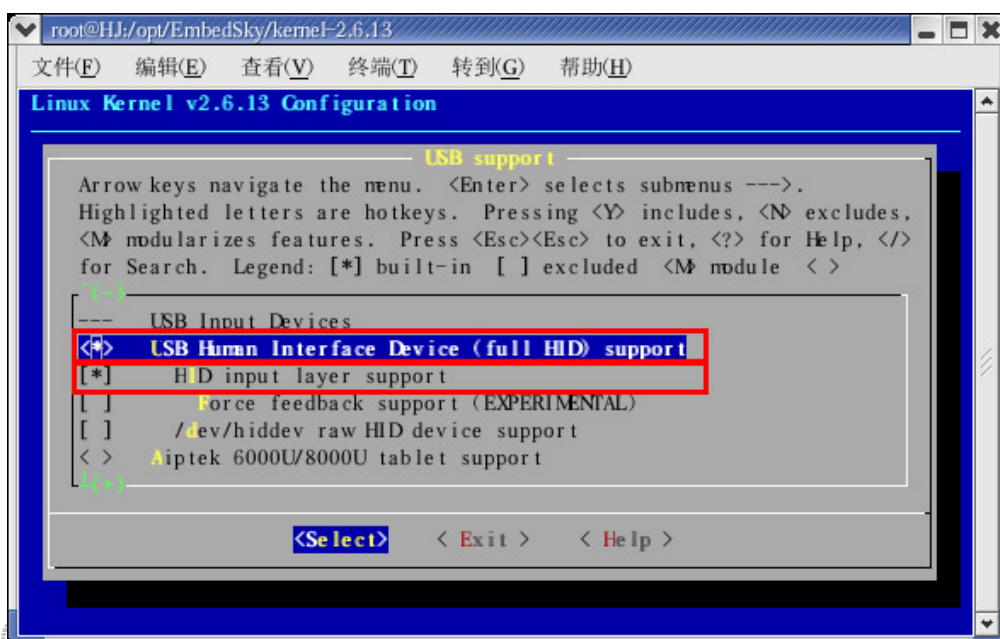 root@HJ:/opt/EmbedSky/kernel-2.6.13
文件(F) 编辑(E) 查看(V) 终端(T) 转到(G) 帮助(H)
Linux Kernel v2.6.13 Configuration
USB support
Arrow keys navigate the menu. <Enter> selects submenus --->.
Highlighted letters are hotkeys. Pressing <Y> includes, <N> excludes,
<M> modularizes features. Press <Esc><Esc> to exit, <?> for Help, </>
for Search. Legend: [*] built-in [ ] excluded <M> module < >
^(-)
--- USB Input Devices
<*> USB Human Interface Device (full HID) support
[*] HID input layer support
[ ] Force feedback support (EXPERIMENTAL)
[ ] /dev/hiddev raw HID device support
< > Aiptek 6000U/8000U tablet support
(+)
<Select> < Exit > < Help >